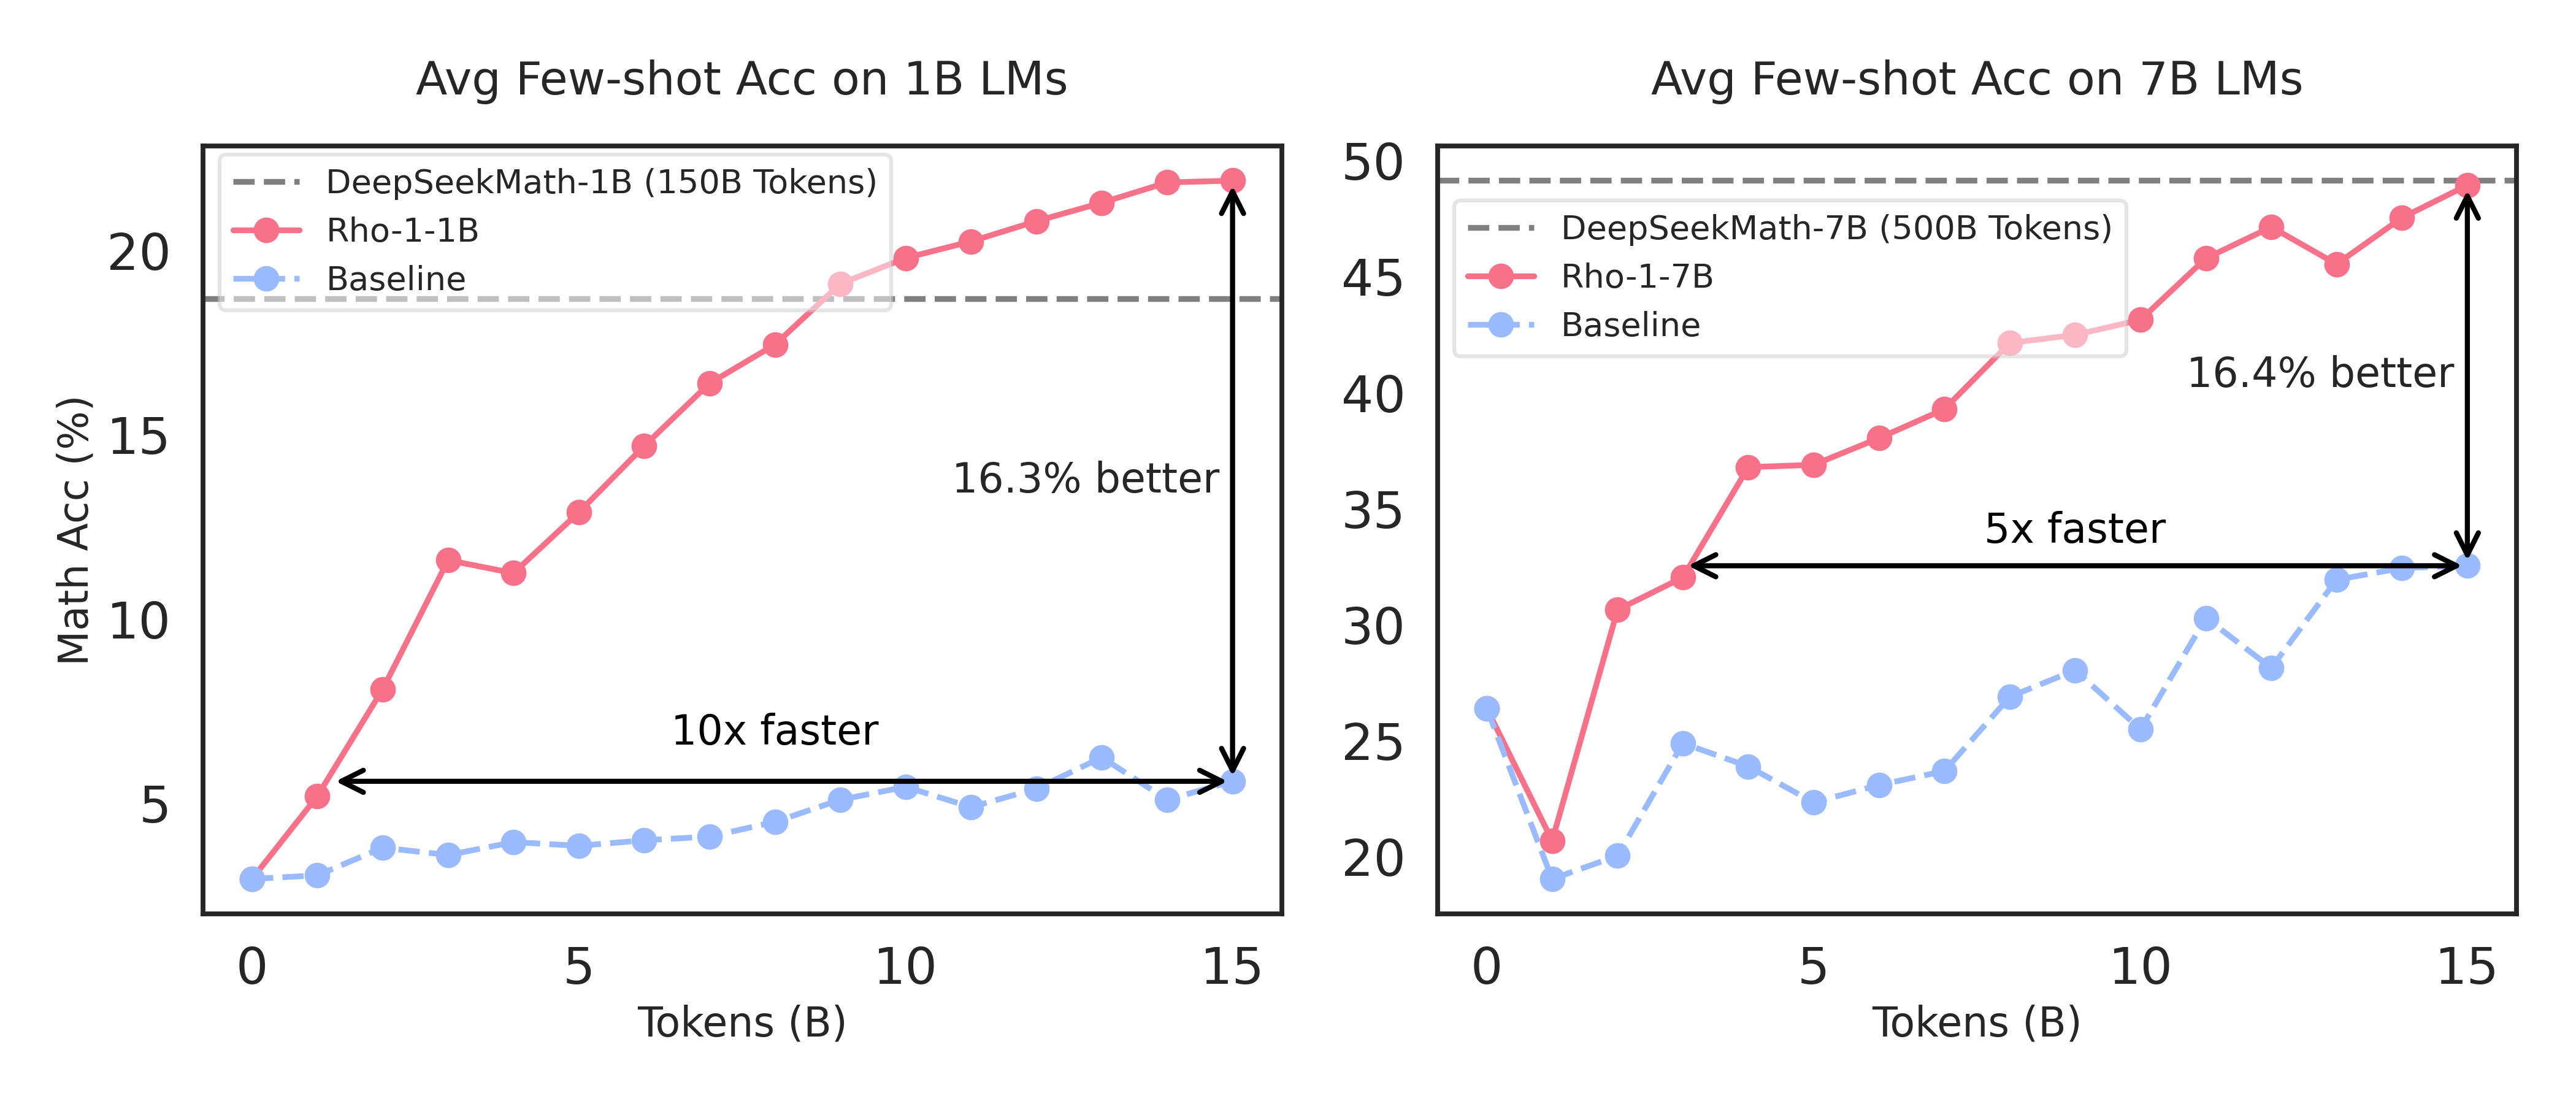 Avg Few-shot Acc on 1B LMs
DeepSeekMath-1B (150B Tokens)
Rho-1-1B
Baseline
16.3% better
10x faster
Math Acc (%)
20
15
10
5
0 5 10 15
Tokens (B)
Avg Few-shot Acc on 7B LMs
DeepSeekMath-7B (500B Tokens)
Rho-1-7B
Baseline
16.4% better
5x faster
50
45
40
35
30
25
20
0 5 10 15
Tokens (B)